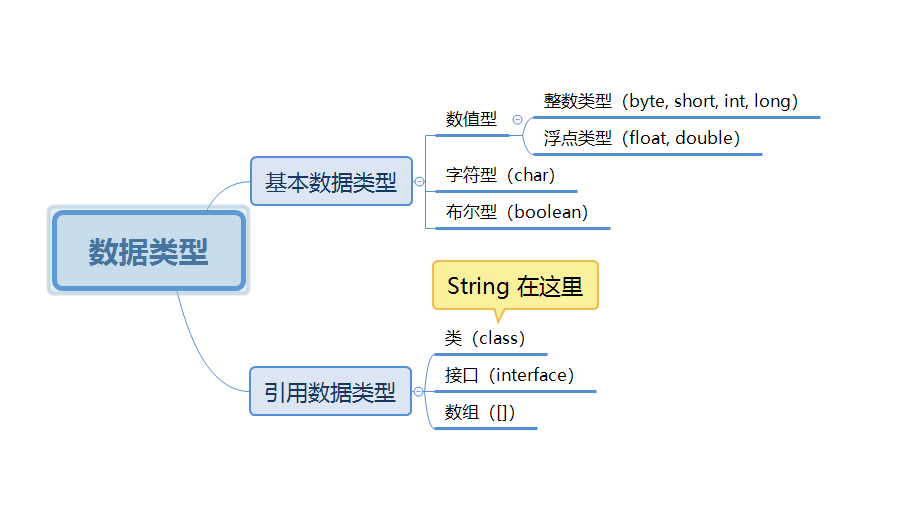 数据类型
基本数据类型
数值型
整数类型（byte, short, int, long）
浮点类型（float, double）
字符型（char）
布尔型（boolean）
引用数据类型
String 在这里
类（class）
接口（interface）
数组（[]）